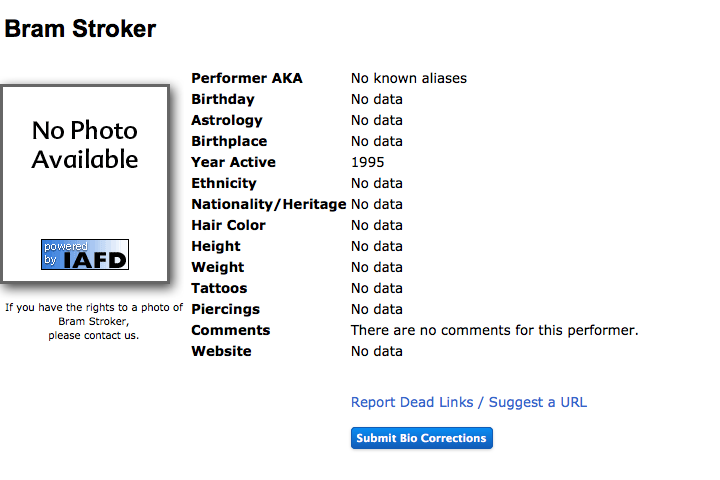 Bram Stroker
No Photo
Available
powered
by IAFD
If you have the rights to a photo of
Bram Stroker,
please contact us.
Performer AKA No known aliases
Birthday No data
Astrology No data
Birthplace No data
Year Active 1995
Ethnicity No data
Nationality/Heritage No data
Hair Color No data
Height No data
Weight No data
Tattoos No data
Piercings No data
Comments There are no comments for this performer.
Website No data
Report Dead Links / Suggest a URL
Submit Bio Corrections